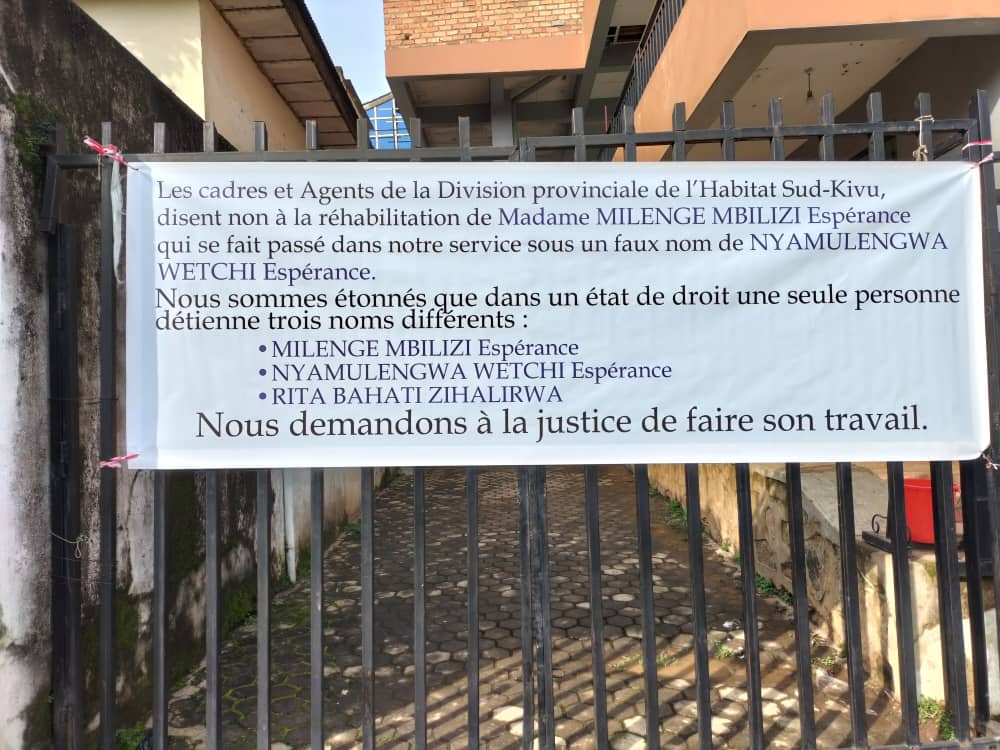 Les cadres et Agents de la Division provinciale de l'Habitat Sud-Kivu,
disent non à la réhabilitation de Madame MILENGE MBILIZI Espérance
qui se fait passé dans notre service sous un faux nom de NYAMULENGWA
WETCHI Espérance.
Nous sommes étonnés que dans un état de droit une seule personne
détienne trois noms différents :
• MILENGE MBILIZI Espérance
• NYAMULENGWA WETCHI Espérance
• RITA BAHATI ZIHALIRWA
Nous demandons à la justice de faire son travail.